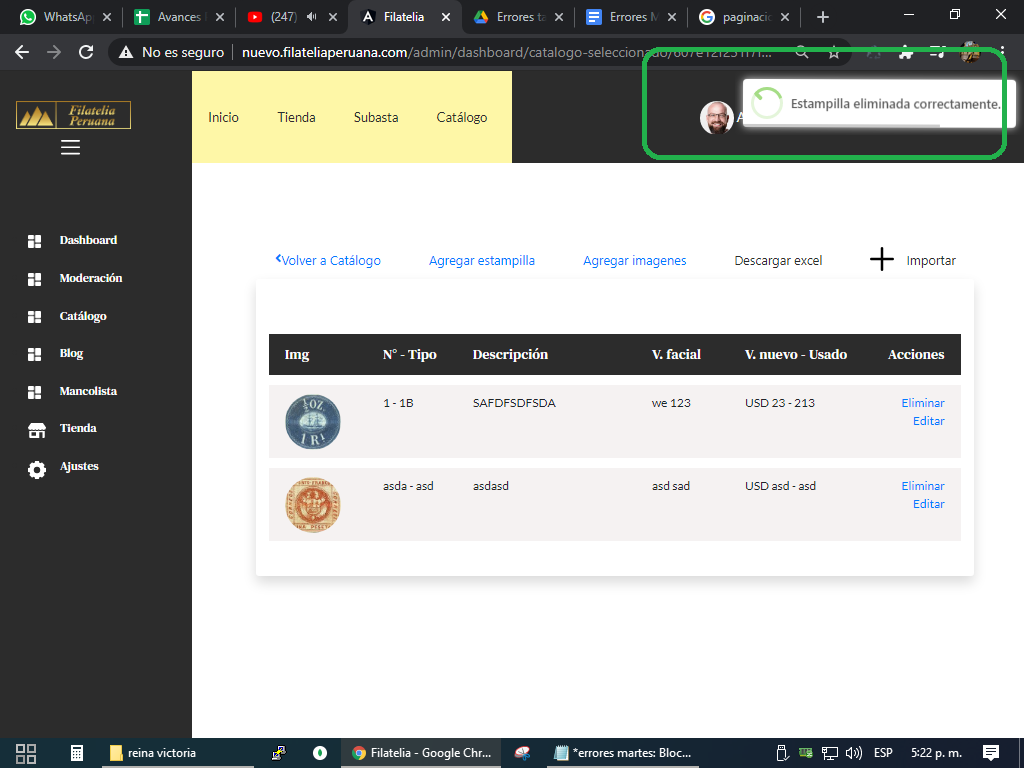 WhatsAp
Avances
(247)
Filatelia
Errores ta
Errores M
paginacio
No es seguro
nuevo.filateliaperuana.com/admin/dashboard/catalogo-seleccionado/
Filatelia
Peruana
Inicio
Tienda
Subasta
Catálogo
A
Estampilla eliminada correctamente.
Dashboard
Moderación
Catálogo
Blog
Mancolista
Tienda
Ajustes
Volver a Catálogo
Agregar estampilla
Agregar imagenes
Descargar excel
Importar
Img
N° - Tipo
Descripción
V. facial
V. nuevo - Usado
Acciones
1 - 1B
SAFDFSDFSDA
we 123
USD 23 - 213
Eliminar
Editar
asda - asd
asdasd
asd sad
USD asd - asd
Eliminar
Editar
reina victoria
Filatelia - Google Chr...
*errores martes: Bloc...
ESP
5:22 p. m.